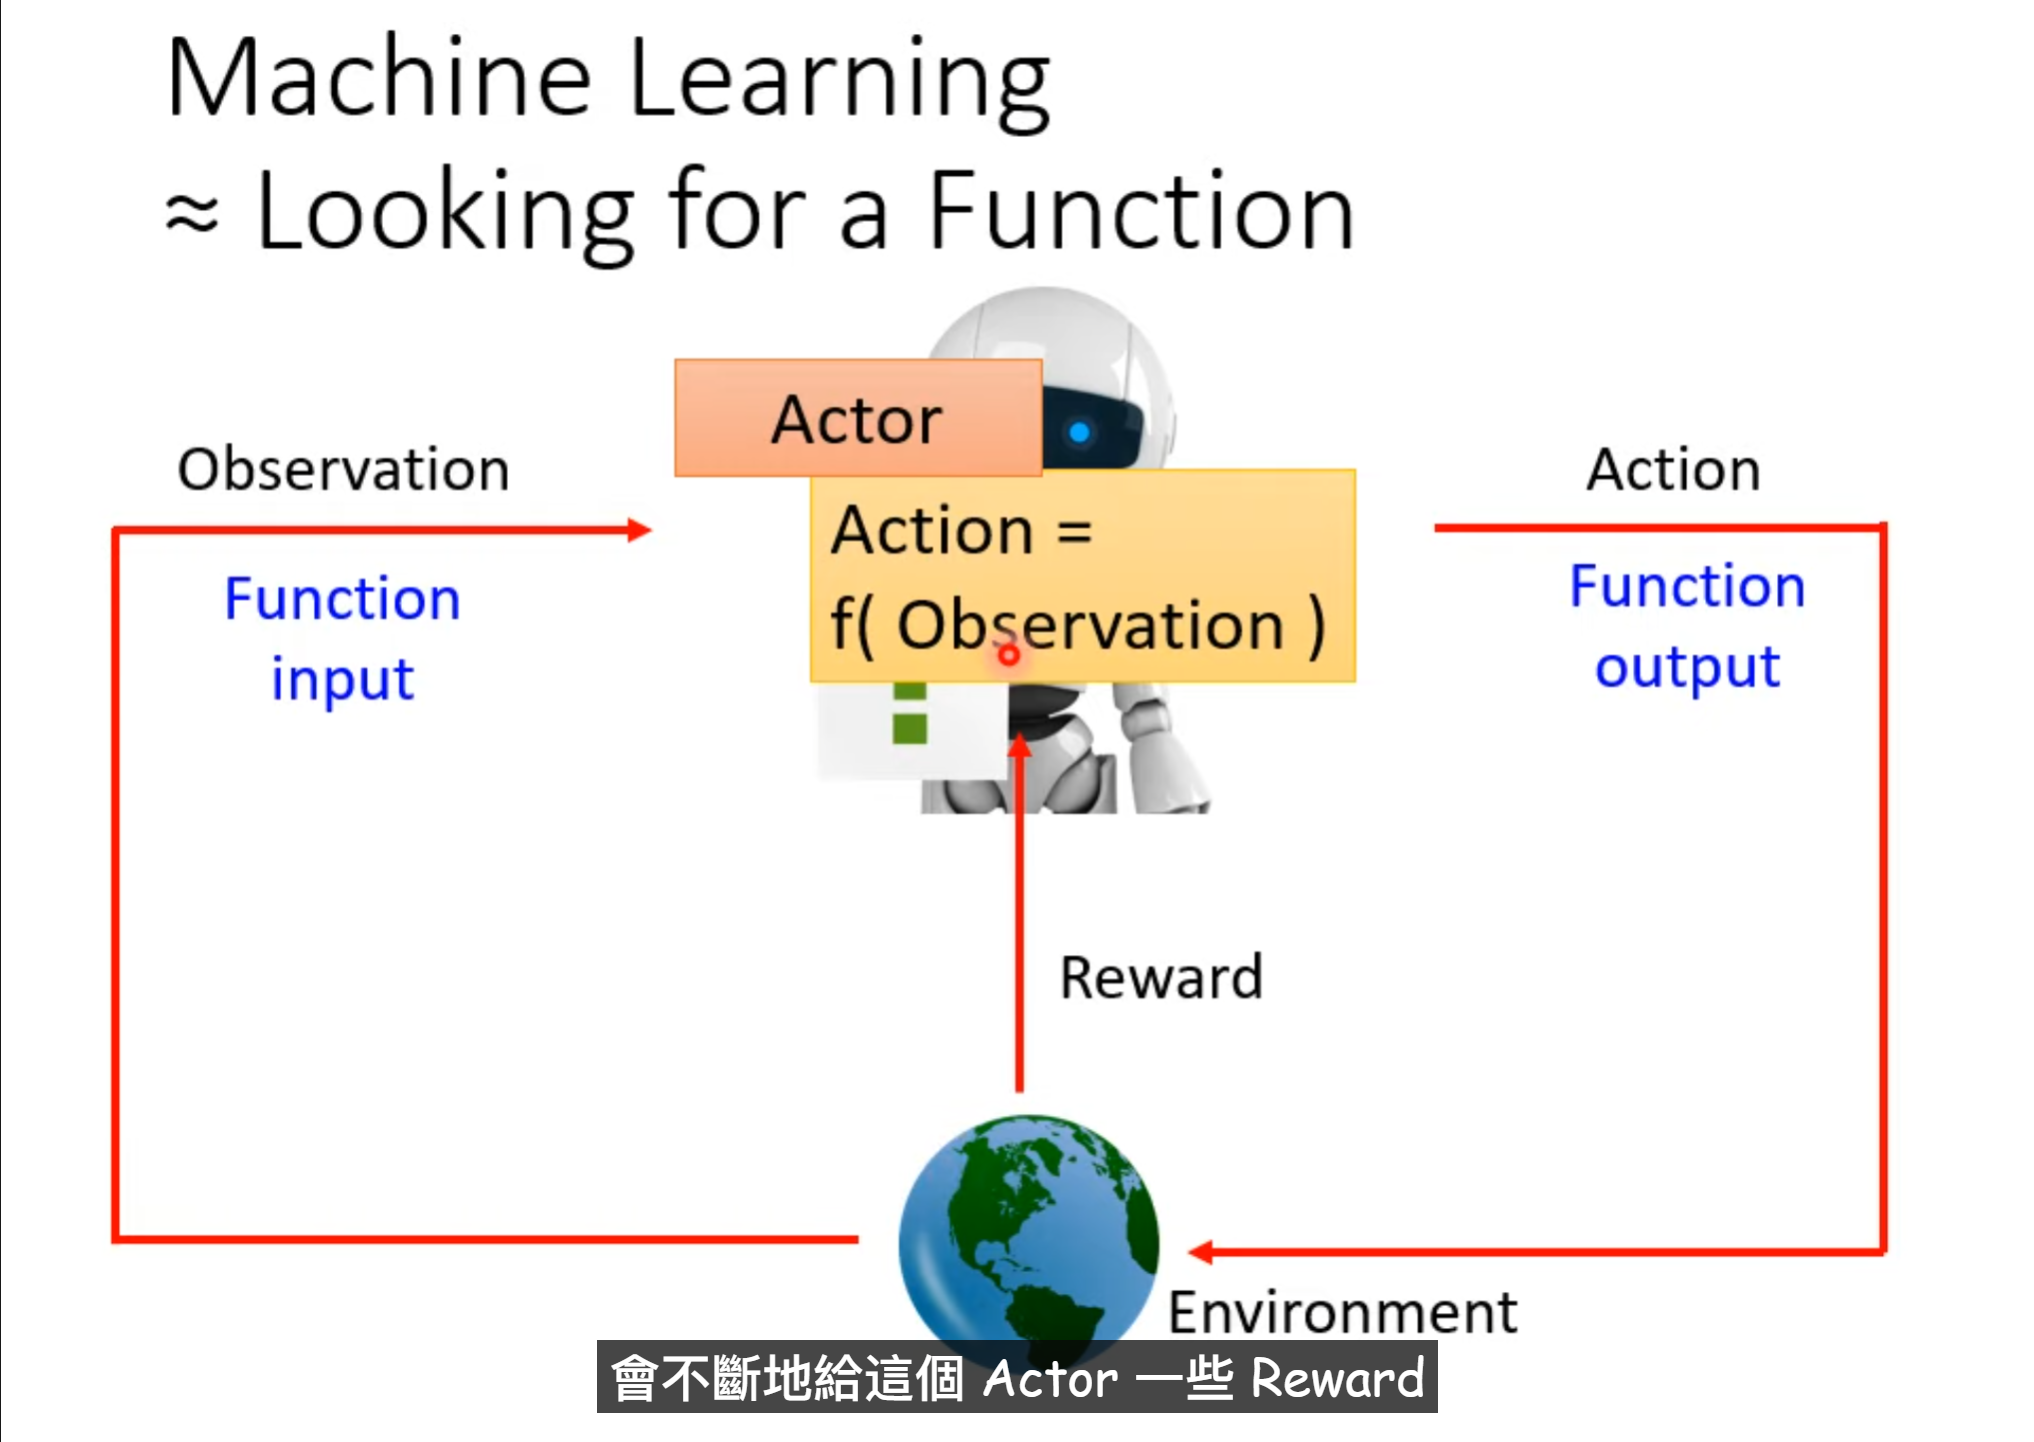 Machine Learning
≈ Looking for a Function
Actor
Observation
Action
Action =
f( Observation )
Function
input
Function
output
Reward
Environment
會不斷地給這個 Actor 一些 Reward